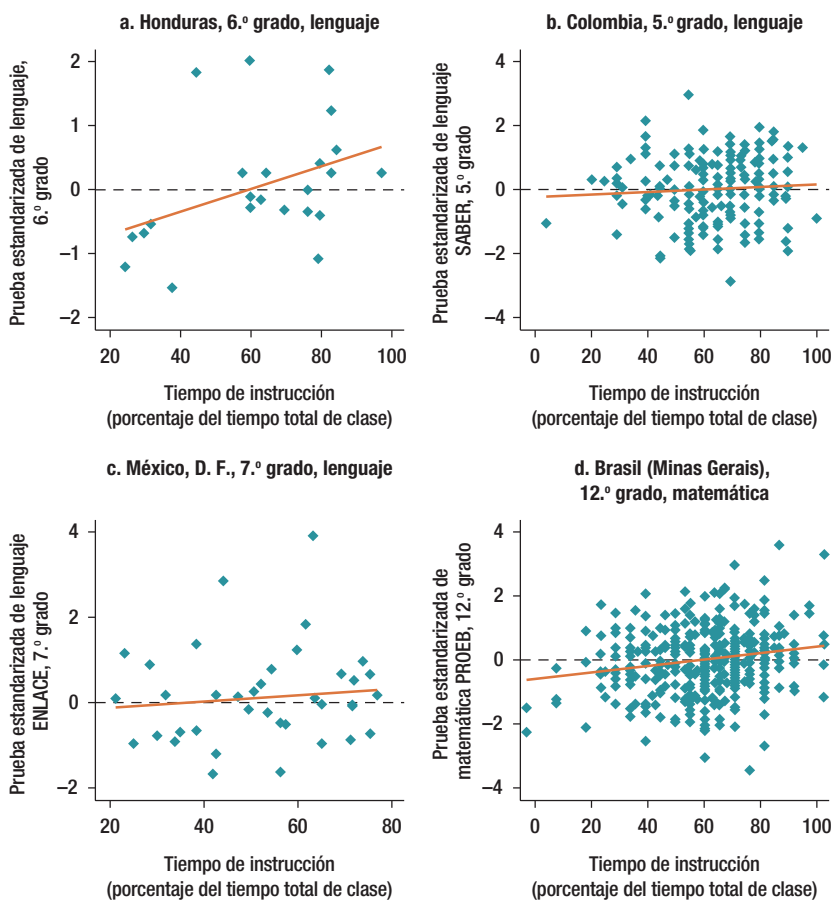 a. Honduras, 6.º grado, lenguaje
Prueba estandarizada de lenguaje,
6.º grado
2
1
0
−1
−2
20
40
60
80
100
Tiempo de instrucción
(porcentaje del tiempo total de clase)
b. Colombia, 5.º grado, lenguaje
Prueba estandarizada de lenguaje
SABER, 5.º grado
4
2
0
−2
−4
0
20
40
60
80
100
Tiempo de instrucción
(porcentaje del tiempo total de clase)
c. México, D. F., 7.º grado, lenguaje
Prueba estandarizada de lenguaje
ENLACE, 7.º grado
4
2
0
−2
20
40
60
80
Tiempo de instrucción
(porcentaje del tiempo total de clase)
d. Brasil (Minas Gerais),
12.º grado, matemática
Prueba estandarizada de
matemática PROEB, 12.º grado
4
2
0
−2
−4
0
20
40
60
80
100
Tiempo de instrucción
(porcentaje del tiempo total de clase)